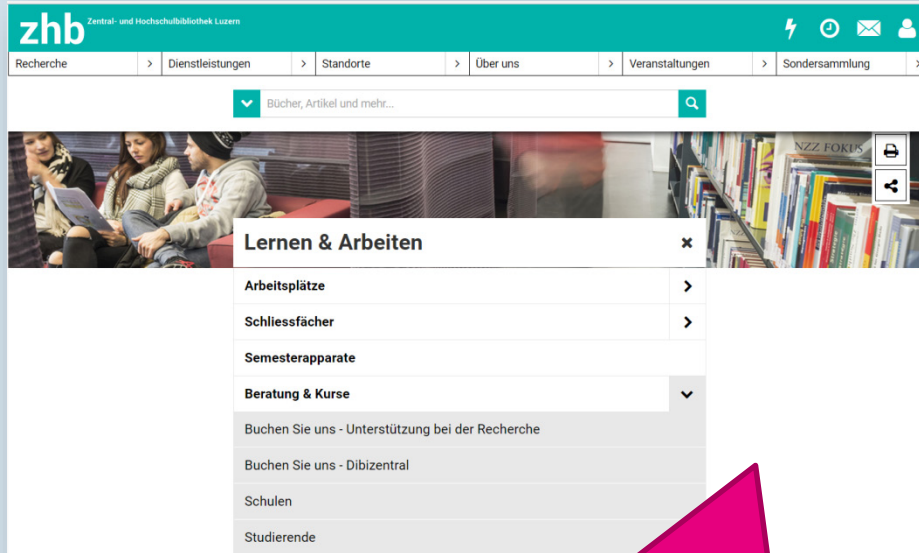 zhb Zentral- und Hochschulbibliothek Luzern
Recherche Dienstleistungen Standorte Über uns Veranstaltungen Sondersammlung
Bücher, Artikel und mehr...
NZZ FOKUS
Lernen & Arbeiten
Arbeitsplätze
Schliessfächer
Semesterapparate
Beratung & Kurse
Buchen Sie uns - Unterstützung bei der Recherche
Buchen Sie uns - Dibizentral
Schulen
Studierende